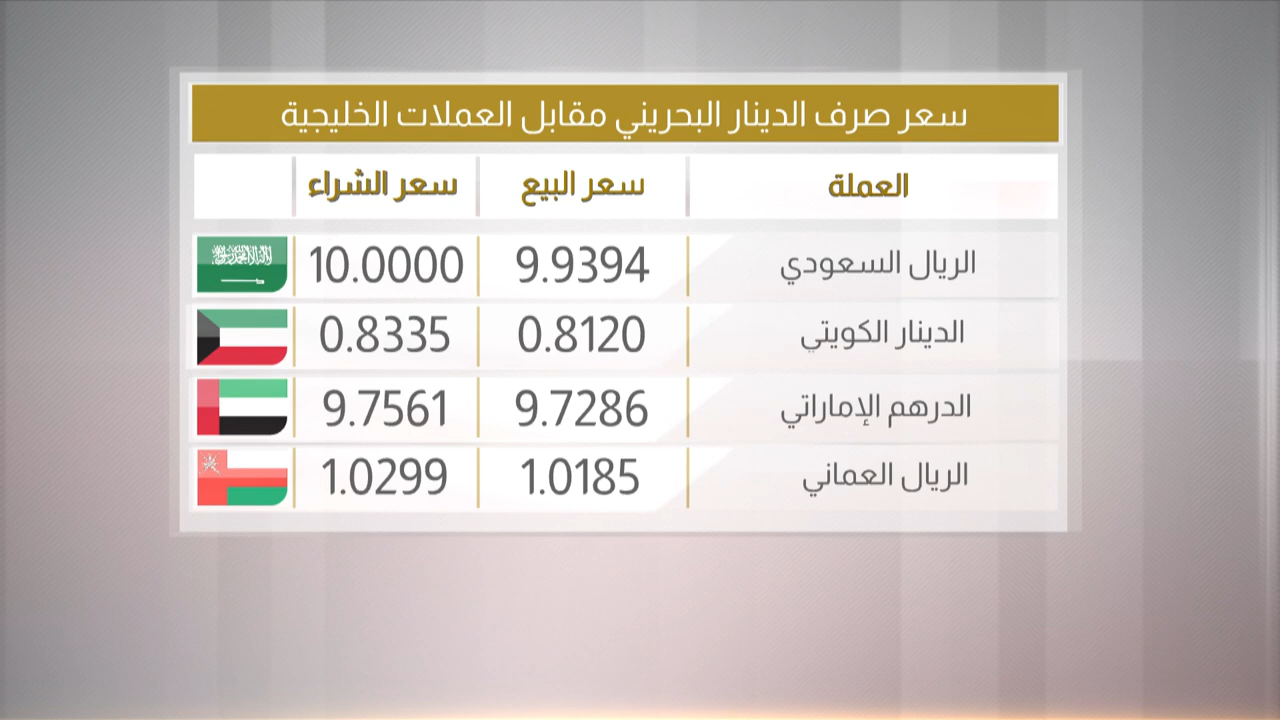 سعر صرف الدينار البحريني مقابل العملات الخليجية
العملة سعر البيع سعر الشراء
الريال السعودي 9.9394 10.0000
الدينار الكويتي 0.8120 0.8335
الدرهم الإماراتي 9.7286 9.7561
الريال العماني 1.0185 1.0299